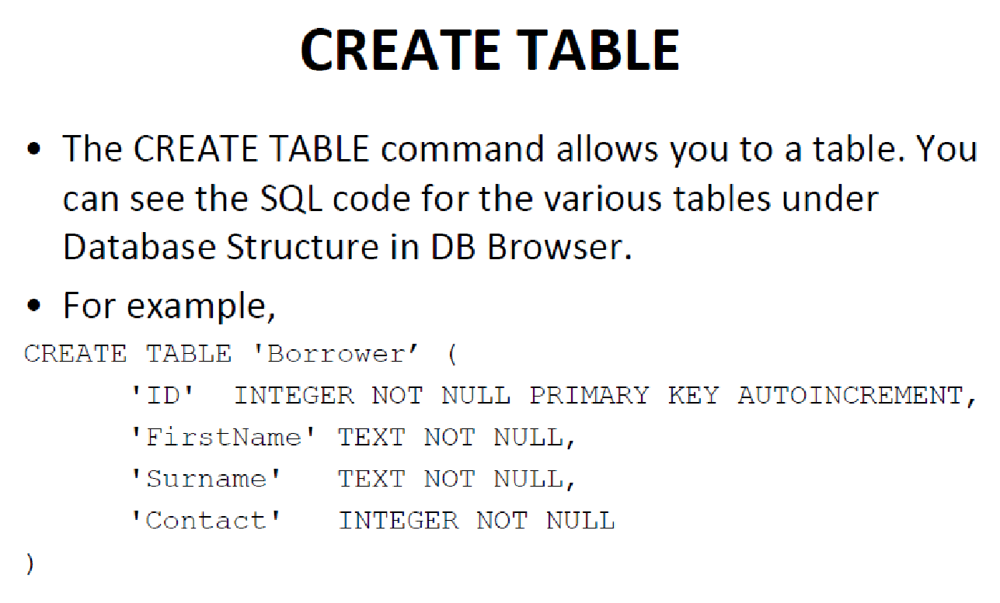 CREATE TABLE
• The CREATE TABLE command allows you to a table. You
can see the SQL code for the various tables under
Database Structure in DB Browser.
• For example,
CREATE TABLE 'Borrower’ (
'ID' INTEGER NOT NULL PRIMARY KEY AUTOINCREMENT,
'FirstName' TEXT NOT NULL,
'Surname' TEXT NOT NULL,
'Contact' INTEGER NOT NULL
)